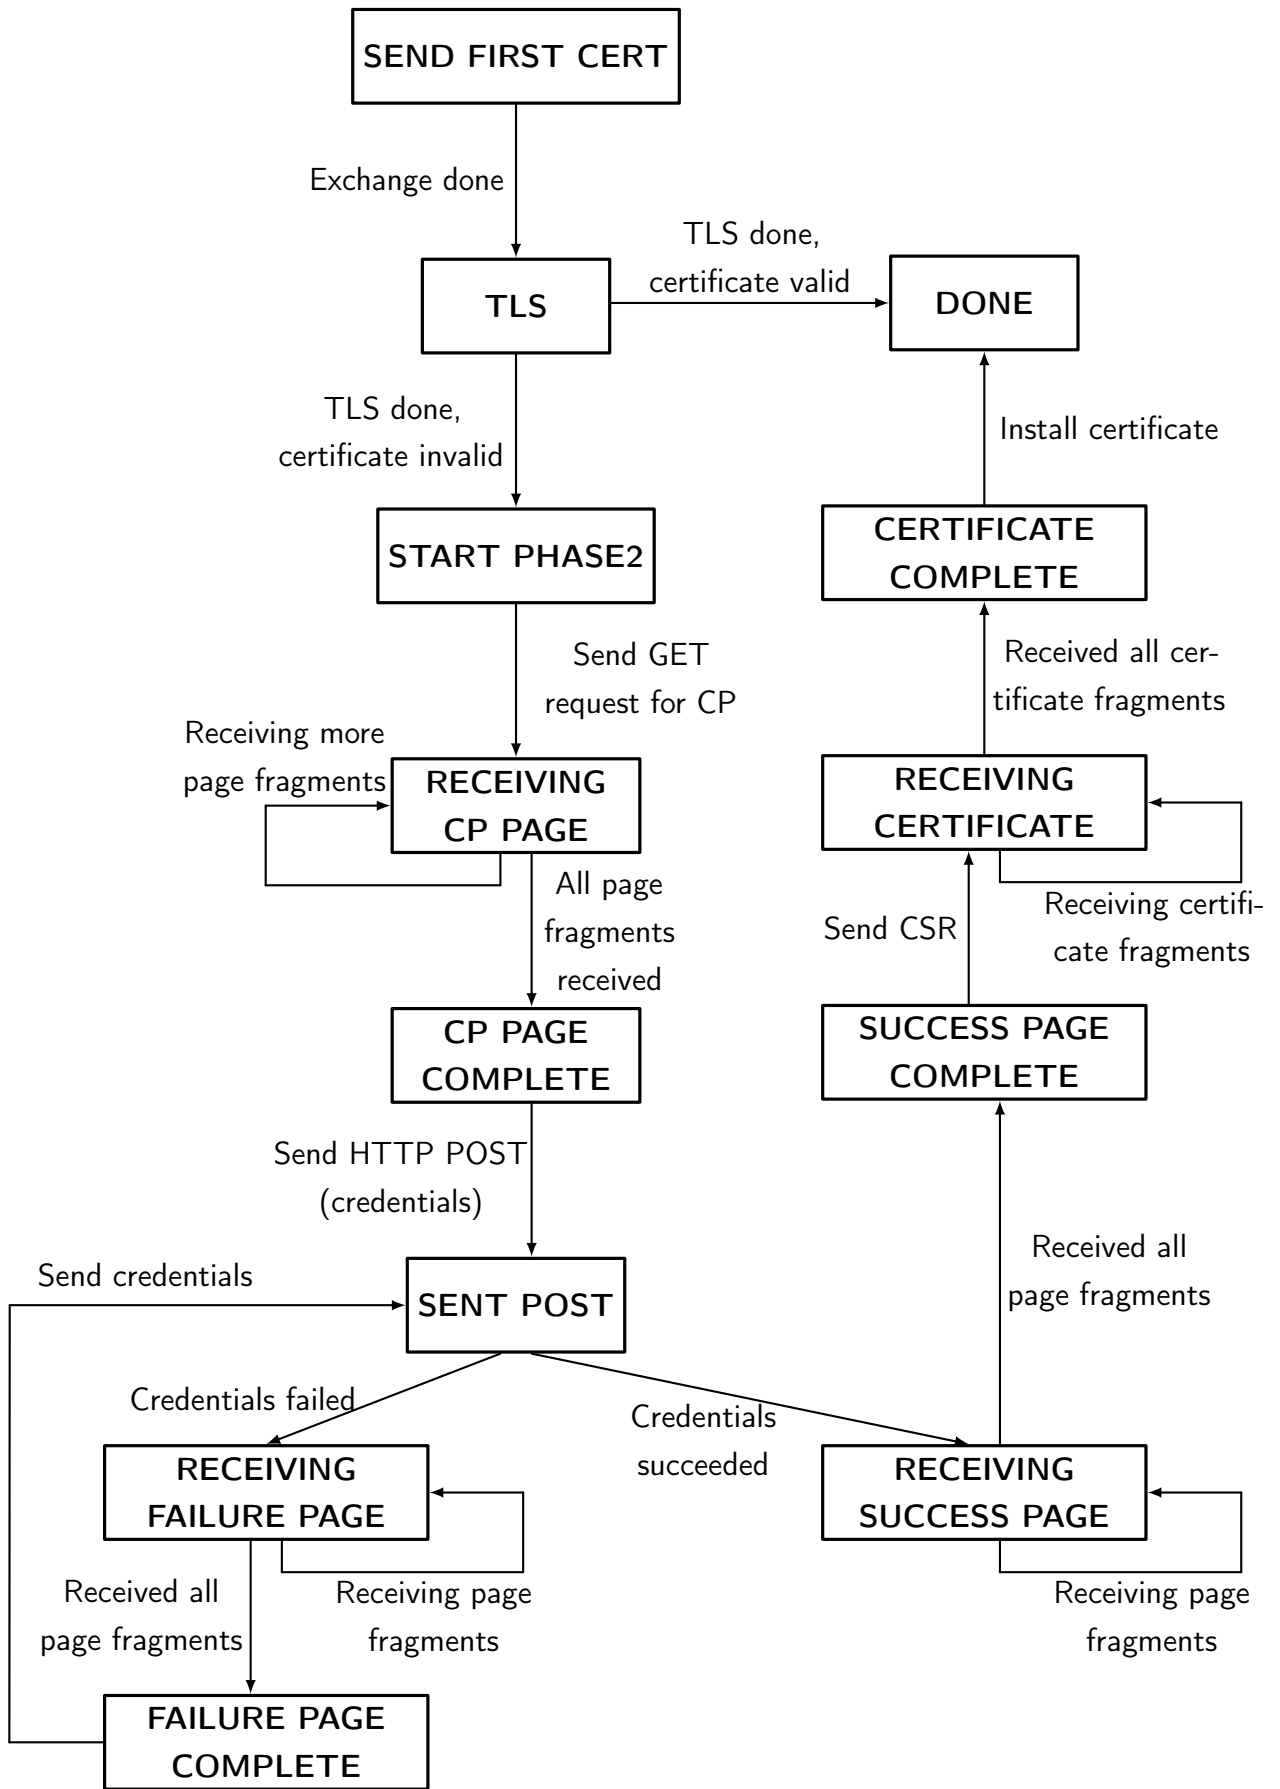 SEND FIRST CERT
Exchange done
TLS done,
certificate valid
TLS
DONE
TLS done,
certificate invalid
Install certificate
START PHASE2
CERTIFICATE
COMPLETE
Send GET
request for CP
Received all cer-
tificate fragments
Receiving more
page fragments
RECEIVING
CP PAGE
RECEIVING
CERTIFICATE
All page
fragments
received
Send CSR
Receiving certifi-
cate fragments
CP PAGE
COMPLETE
SUCCESS PAGE
COMPLETE
Send HTTP POST
(credentials)
Received all
page fragments
Send credentials
SENT POST
Credentials failed
Credentials
succeeded
RECEIVING
FAILURE PAGE
RECEIVING
SUCCESS PAGE
Received all
page fragments
Receiving page
fragments
Receiving page
fragments
FAILURE PAGE
COMPLETE